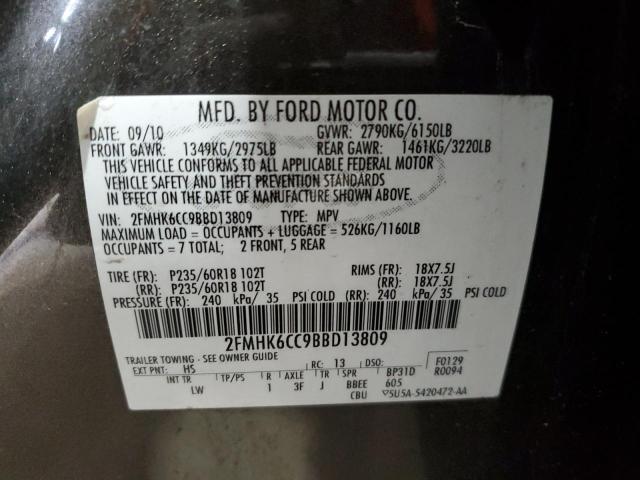 MFD. BY FORD MOTOR CO.
DATE: 09/10 GVWR: 2790KG/6150LB
FRONT GAWR: 1349KG/2975LB REAR GAWR: 1461KG/3220LB
THIS VEHICLE CONFORMS TO ALL APPLICABLE FEDERAL MOTOR
VEHICLE SAFETY AND THEFT PREVENTION STANDARDS
IN EFFECT ON THE DATE OF MANUFACTURE SHOWN ABOVE.
VIN: 2FMHK6CC9BBD13809 TYPE: MPV
MAXIMUM LOAD = OCCUPANTS + LUGGAGE = 526KG/1160LB
OCCUPANTS = 7 TOTAL; 2 FRONT, 5 REAR
TIRE (FR): P235/60R18 102T RIMS (FR): 18X7.5J
(RR): P235/60R18 102T (RR): 18X7.5J
PRESSURE (FR): 240 kPa/ 35 PSI COLD (RR): 240 kPa/ 35 PSI COLD
2FMHK6CC9BBD13809
TRAILER TOWING - SEE OWNER GUIDE
EXT PNT: HS RC: 13 DSO: F0129
INT TR TP/PS R AXLE TR SPR BP31D R0094
LW 1 3F J BBEE 605
CBU 5U5A-5420472-AA